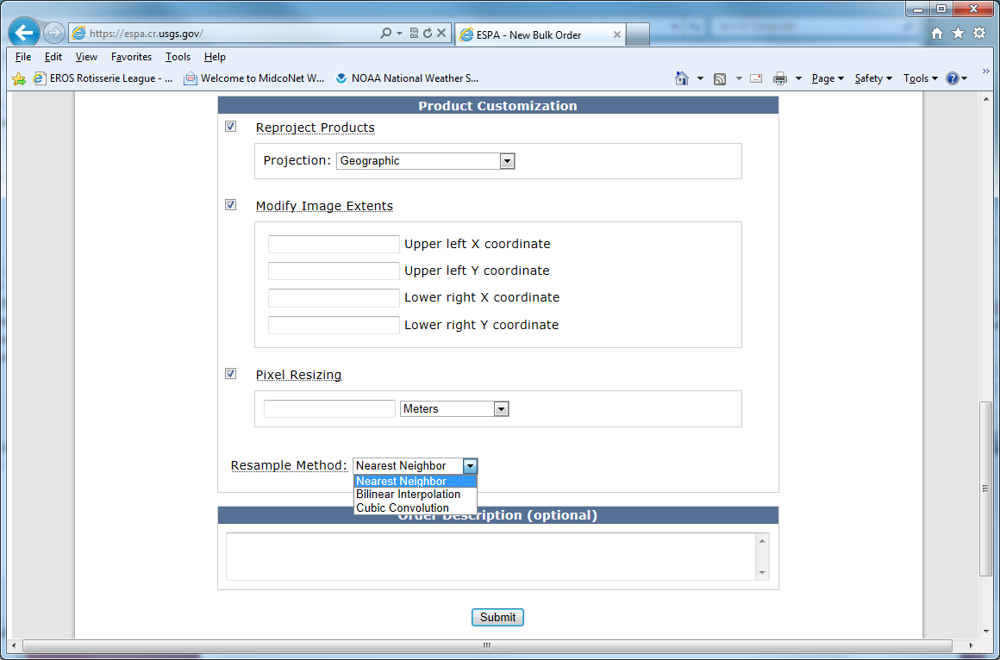 https://espa.cr.usgs.gov/
ESPA - New Bulk Order
File Edit View Favorites Tools Help
EROS Rotisserie League - ... Welcome to MidcoNet W... NOAA National Weather S... Page Safety Tools
Product Customization
Reproject Products
Projection: Geographic
Modify Image Extents
Upper left X coordinate
Upper left Y coordinate
Lower right X coordinate
Lower right Y coordinate
Pixel Resizing
Meters
Resample Method: Nearest Neighbor
Nearest Neighbor
Bilinear Interpolation
Cubic Convolution
Order Description (optional)
Submit